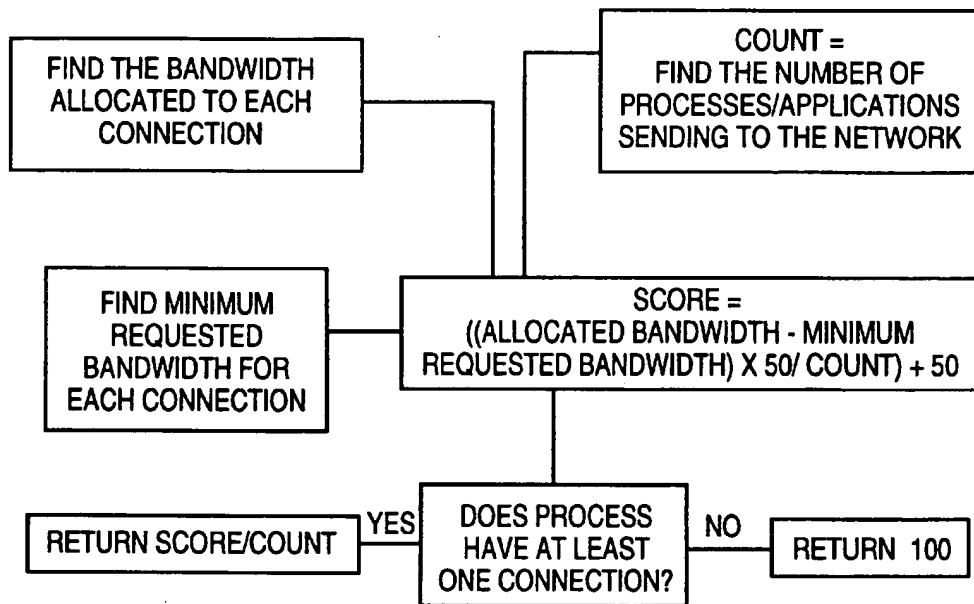 FIND THE BANDWIDTH
ALLOCATED TO EACH
CONNECTION
COUNT =
FIND THE NUMBER OF
PROCESSES/APPLICATIONS
SENDING TO THE NETWORK
FIND MINIMUM
REQUESTED
BANDWIDTH FOR
EACH CONNECTION
SCORE =
((ALLOCATED BANDWIDTH - MINIMUM
REQUESTED BANDWIDTH) X 50/ COUNT) + 50
RETURN SCORE/COUNT
YES
DOES PROCESS
HAVE AT LEAST
ONE CONNECTION?
NO
RETURN 100